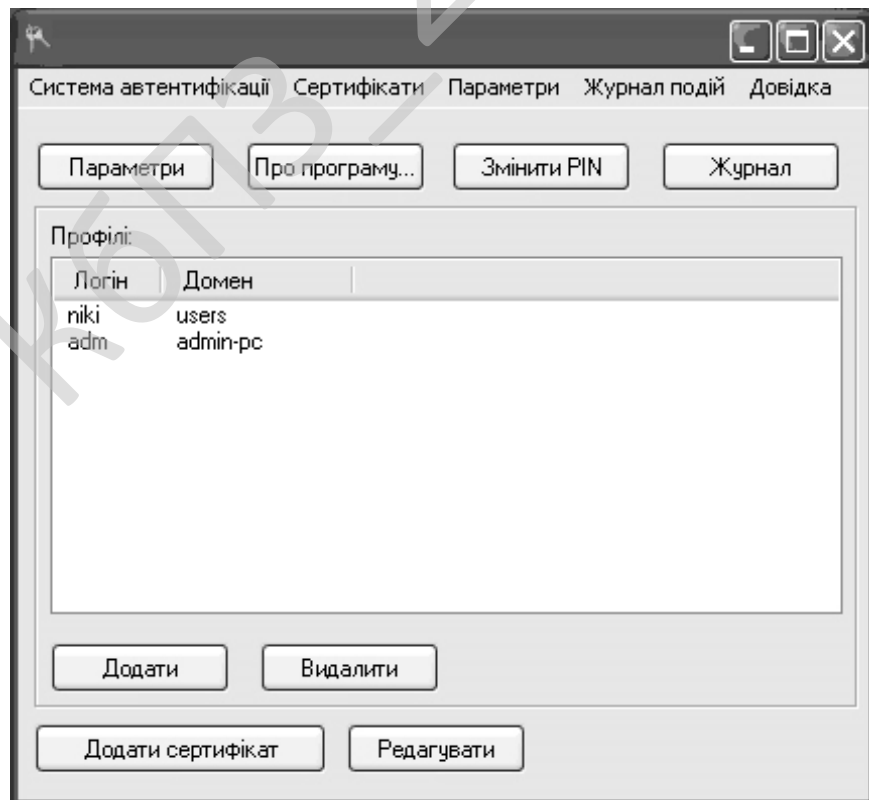 Система автентифікації Сертифікати Параметри Журнал подій Довідка
Параметри Про програму... Змінити PIN Журнал
Профілі:
Логін Домен
niki users
adm admin-pc
Додати Видалити
Додати сертифікат Редагувати